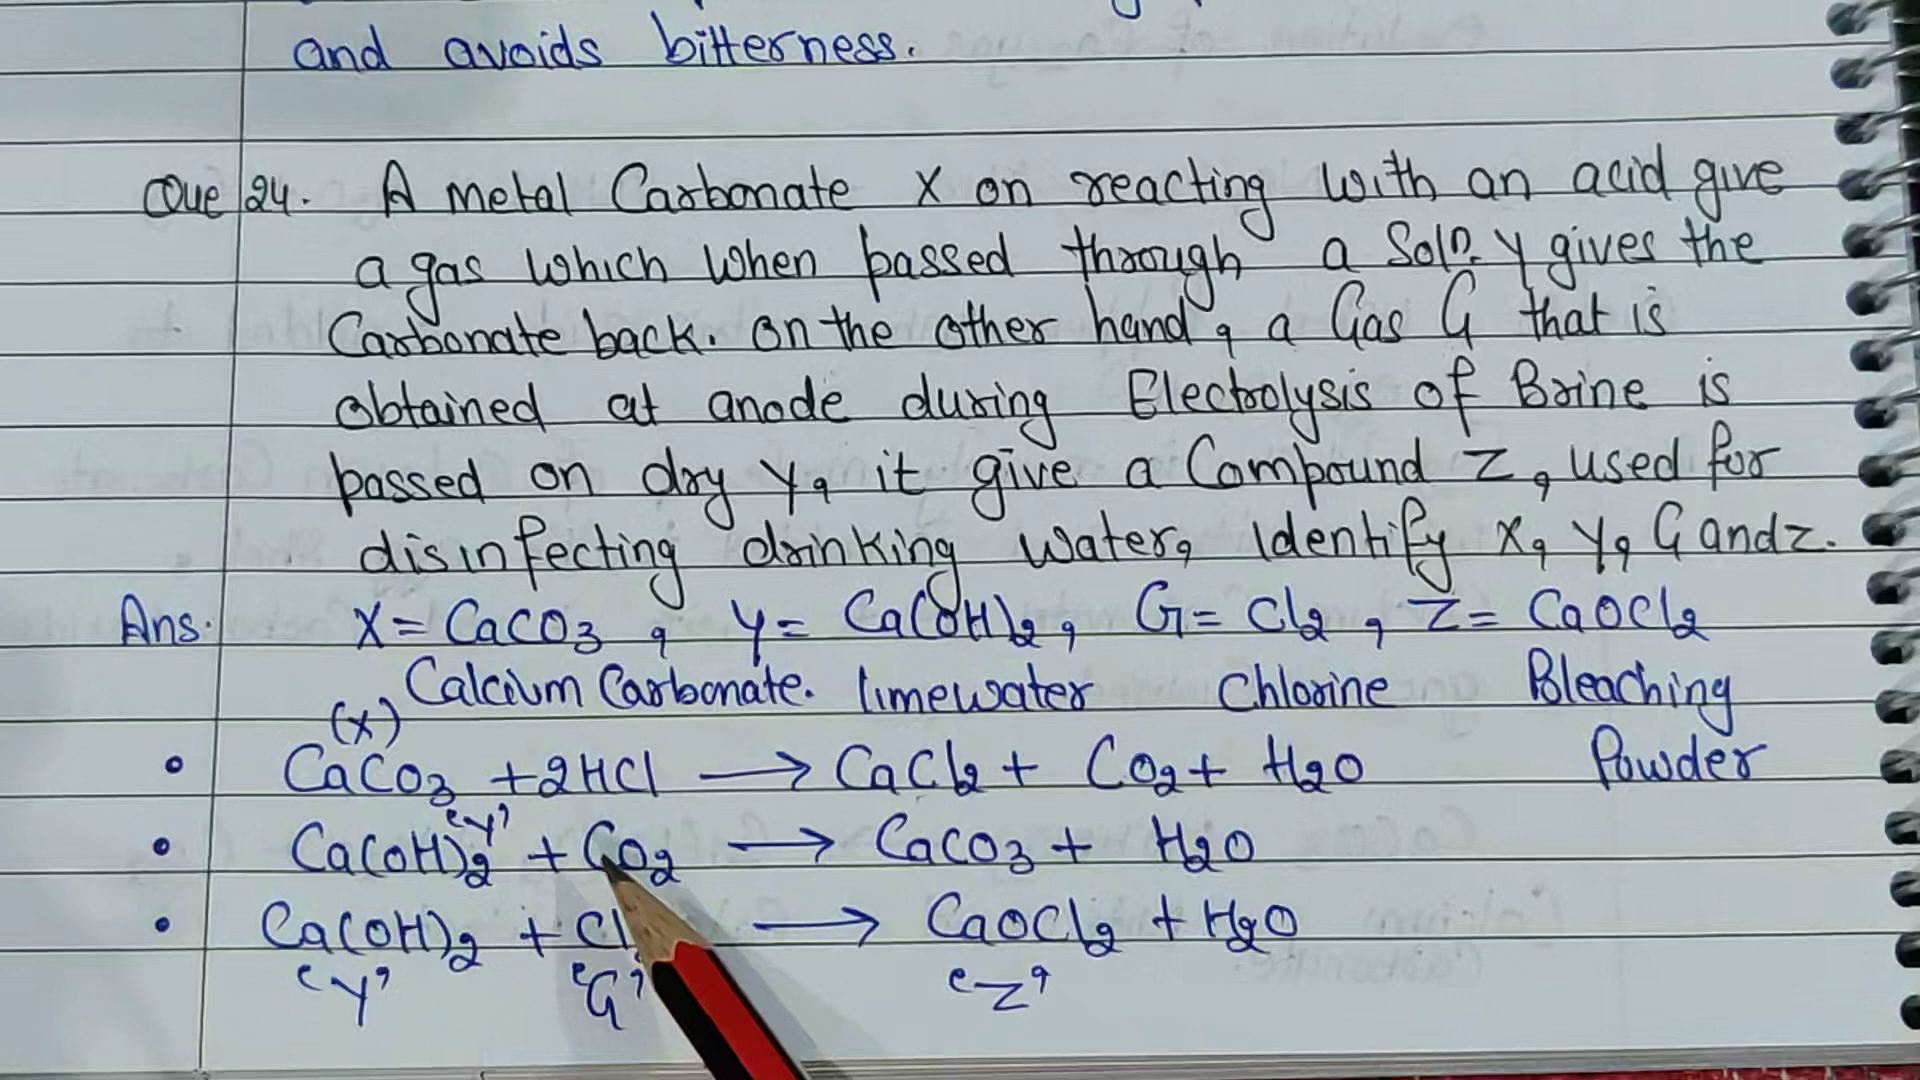 and avoids bitterness.
Que 24. A Metal Carbonate X on reacting with an acid give
a gas which when passed through a Soln. Y gives the
Carbonate back. On the other hand, a Gas G that is
obtained at anode during Electrolysis of Brine is
passed on dry Y, it give a Compound Z, used for
disinfecting drinking water, Identify X, Y, G and Z.
Ans. X = CaCO3, Y = Ca(OH)2, G = Cl2, Z = CaOCl2
Calcium Carbonate. limewater Chlorine Bleaching Powder
(X)
• CaCO3 + 2HCl → CaCl2 + CO2 + H2O
'Y'
• Ca(OH)2 + CO2 → CaCO3 + H2O
• Ca(OH)2 + Cl → CaOCl2 + H2O
'Y' 'G' 'Z'